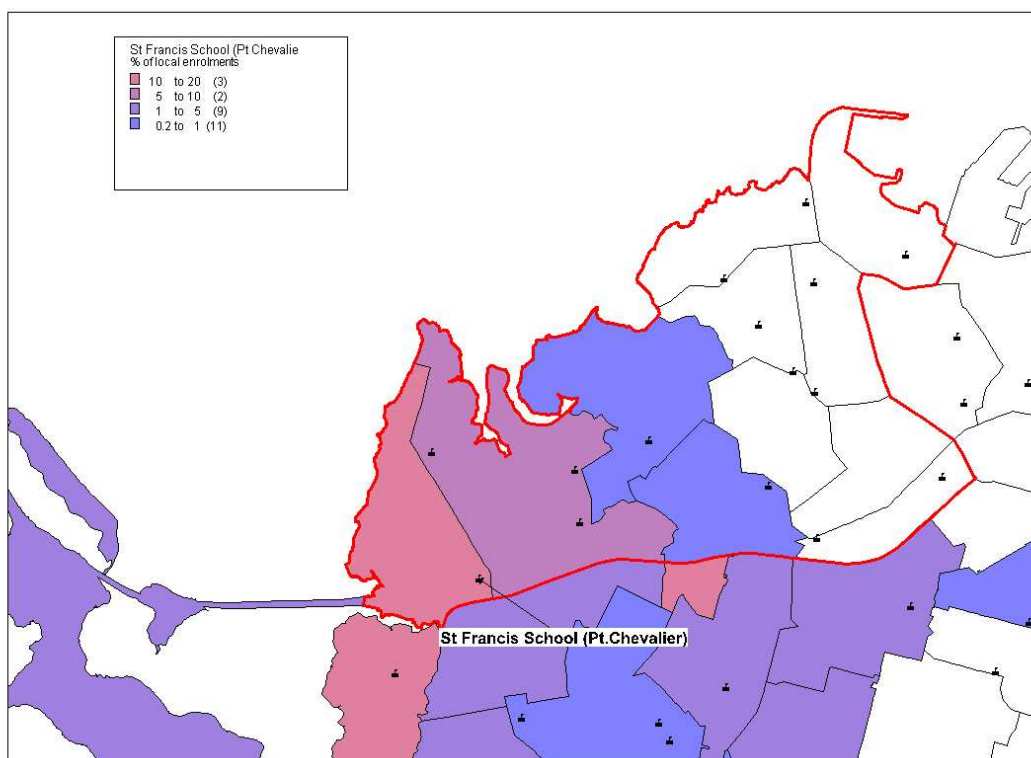 St Francis School (Pt Chevalie
% of local enrolments
10 to 20 (3)
5 to 10 (2)
1 to 5 (9)
0.2 to 1 (11)
St Francis School (Pt.Chevalier)